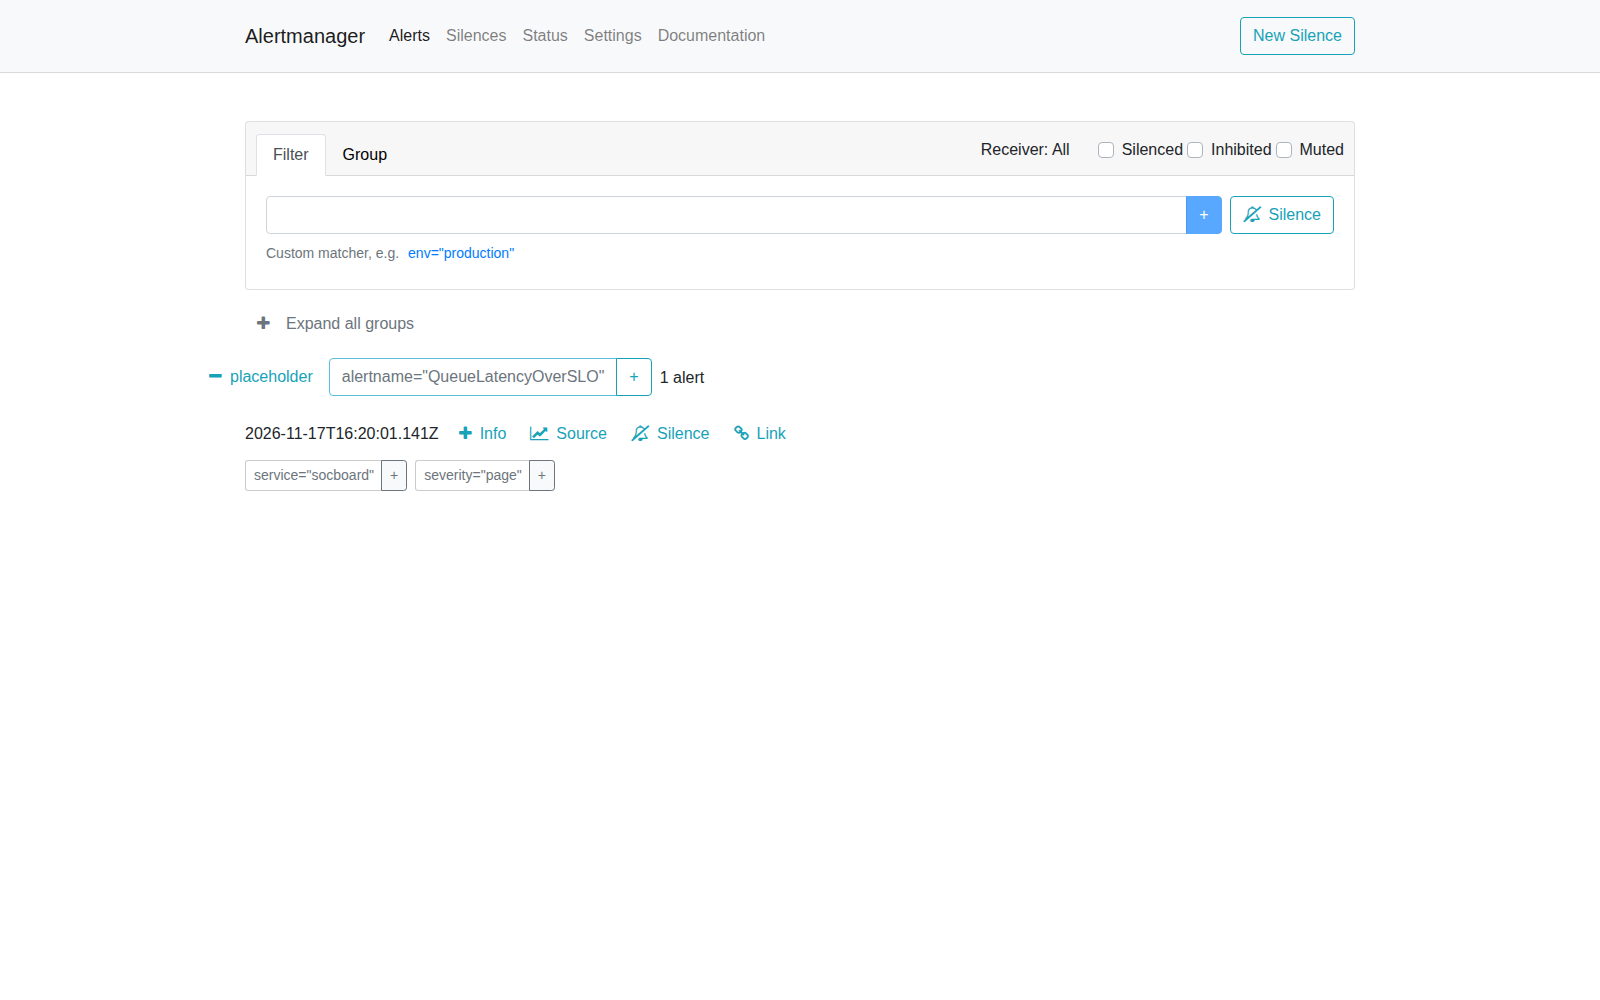 Alertmanager Alerts Silences Status Settings Documentation New Silence
Filter Group Receiver: All Silenced Inhibited Muted
+ Silence
Custom matcher, e.g. env="production"
Expand all groups
placeholder alertname="QueueLatencyOverSLO" + 1 alert
2026-11-17T16:20:01.141Z Info Source Silence Link
service="socboard" + severity="page" +